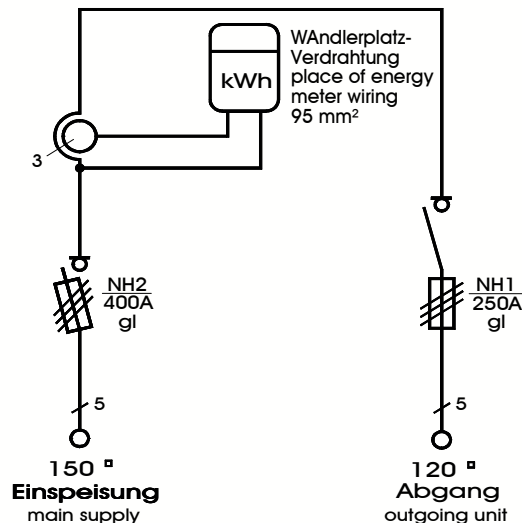 WAndlerplatz-
Verdrahtung
place of energy
meter wiring
95 mm²
kWh
3
NH2
400A
gl
NH1
250A
gl
5
5
150 ¤
Einspeisung
main supply
120 ¤
Abgang
outgoing unit